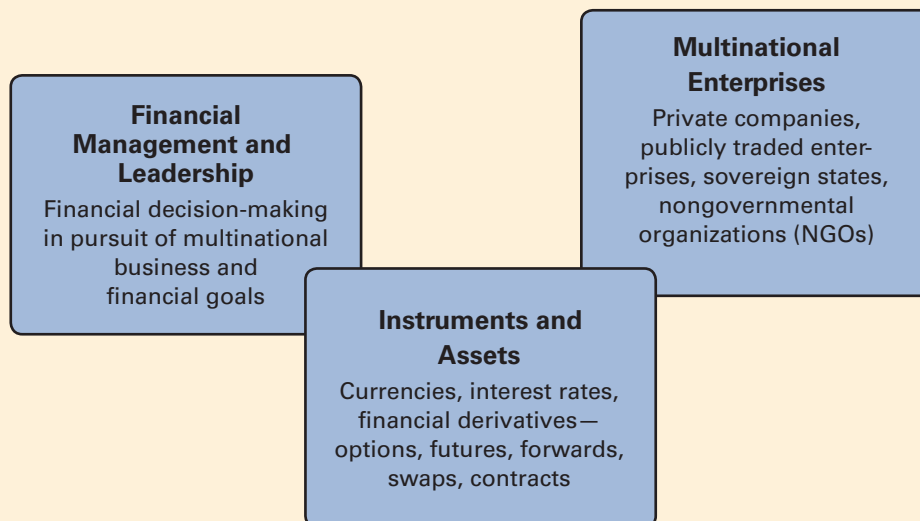 Financial
Management and
Leadership
Financial decision-making
in pursuit of multinational
business and
financial goals
Multinational
Enterprises
Private companies,
publicly traded enter-
prises, sovereign states,
nongovernmental
organizations (NGOs)
Instruments and
Assets
Currencies, interest rates,
financial derivatives—
options, futures, forwards,
swaps, contracts